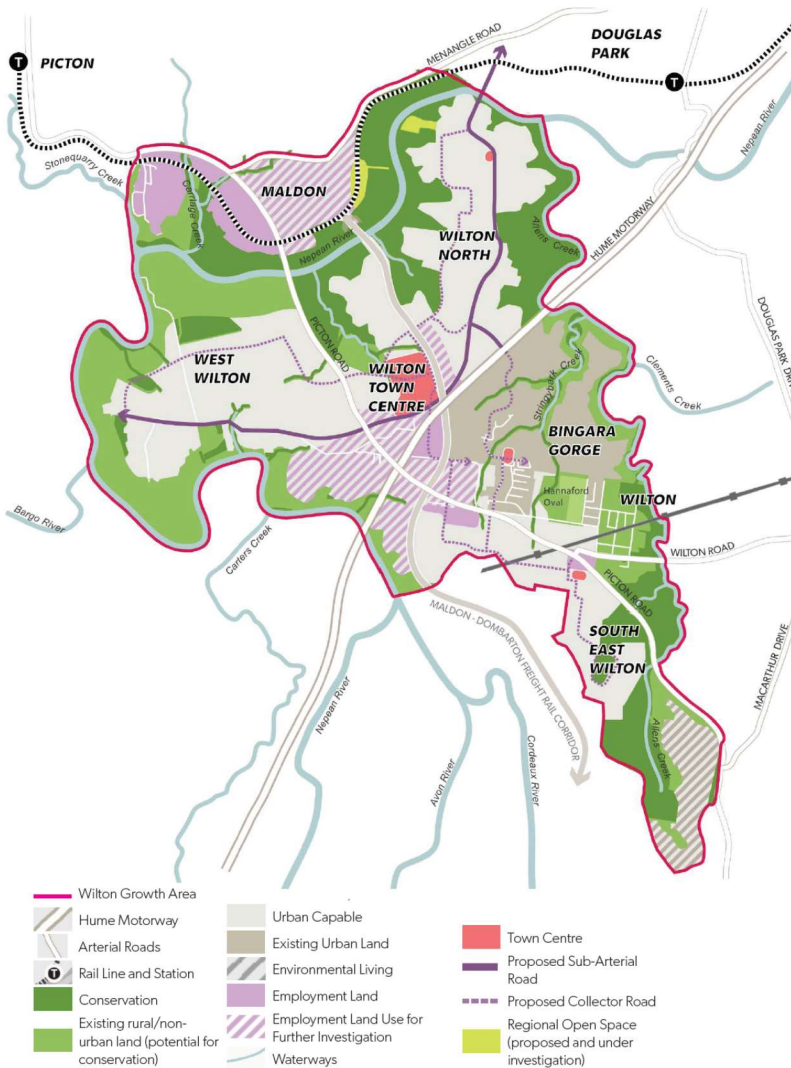 DOUGLAS
PARK
MENANGLE ROAD
T
PICTON
T
Nepean River
Stonequarry Creek
Carriage Creek
MALDON
HUME MOTORWAY
Allens Creek
WILTON
NORTH
Nepean River
DOUGLAS PARK DRIVE
PICTON ROAD
WEST
WILTON
WILTON
TOWN
CENTRE
Stringybark Creek
Clements
Creek
BINGARA
GORGE
Hannaford
Oval
WILTON
Bargo River
Carters Creek
WILTON ROAD
PICTON ROAD
MALDON - DOMBARTON FREIGHT RAIL CORRIDOR
SOUTH
EAST
WILTON
MACARTHUR DRIVE
Nepean River
Avon River
Cordeaux River
Allens Creek
Wilton Growth Area
Hume Motorway
Arterial Roads
T
Rail Line and Station
Conservation
Existing rural/non-
urban land (potential for
conservation)
Urban Capable
Existing Urban Land
Environmental Living
Employment Land
Employment Land Use for
Further Investigation
Waterways
Town Centre
Proposed Sub-Arterial
Road
Proposed Collector Road
Regional Open Space
(proposed and under
investigation)